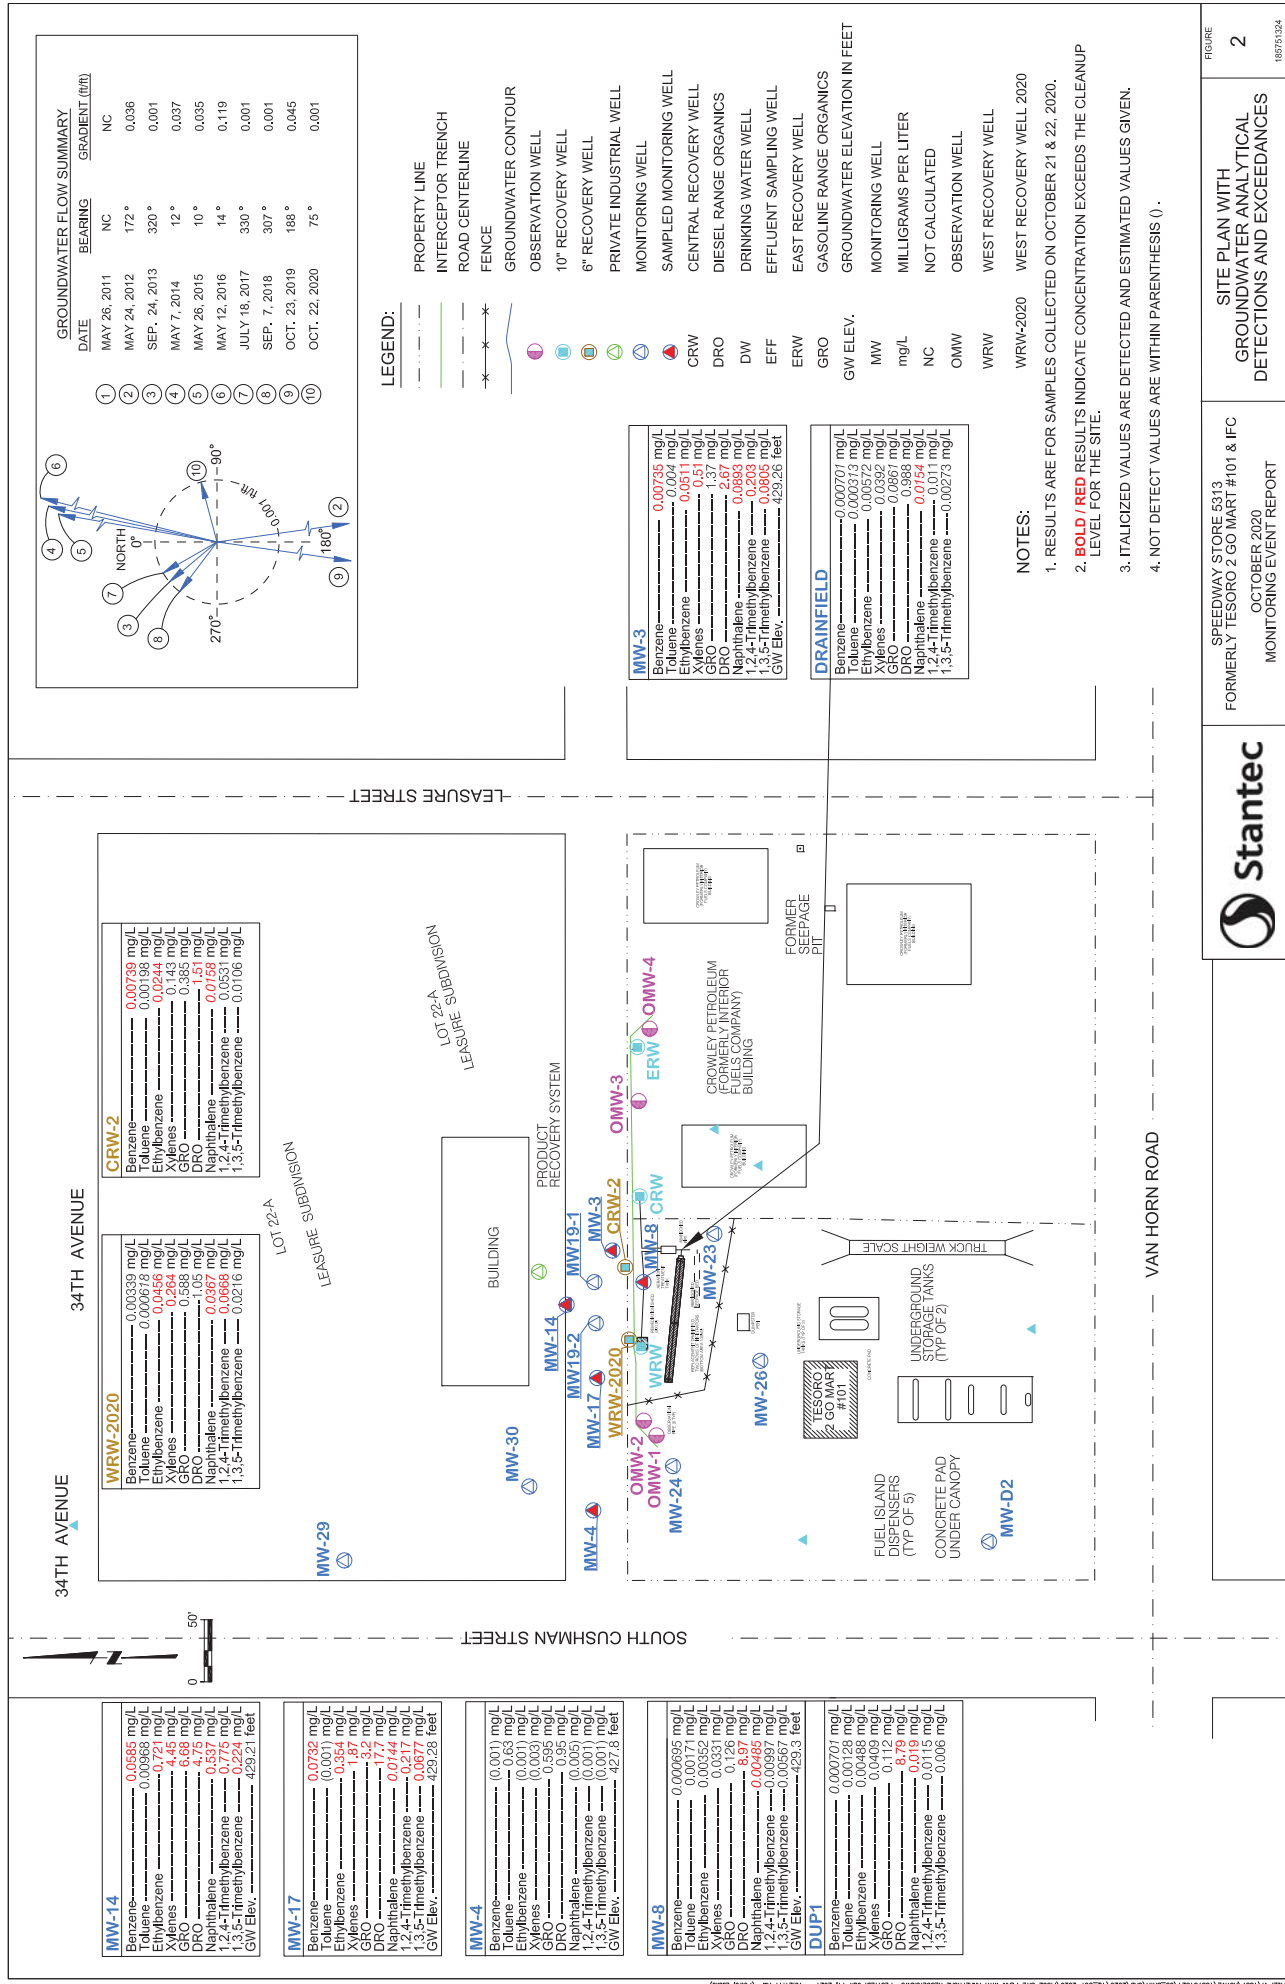 GROUNDWATER FLOW SUMMARY
DATE BEARING GRADIENT (ft/ft)
1 MAY 26, 2011 NC NC
2 MAY 24, 2012 172° 0.036
3 SEP. 24, 2013 320° 0.001
4 MAY 7, 2014 12° 0.037
5 MAY 26, 2015 10° 0.035
6 MAY 12, 2016 14° 0.119
7 JULY 18, 2017 330° 0.001
8 SEP. 7, 2018 307° 0.001
9 OCT. 23, 2019 188° 0.045
10 OCT. 22, 2020 75° 0.001
NORTH
0°
90°
180°
270°
0.001 ft/ft
1
2
3
4
5
6
7
8
9
10
LEGEND:
PROPERTY LINE
INTERCEPTOR TRENCH
ROAD CENTERLINE
FENCE
GROUNDWATER CONTOUR
OBSERVATION WELL
10" RECOVERY WELL
6" RECOVERY WELL
PRIVATE INDUSTRIAL WELL
MONITORING WELL
SAMPLED MONITORING WELL
CRW CENTRAL RECOVERY WELL
DRO DIESEL RANGE ORGANICS
DW DRINKING WATER WELL
EFF EFFLUENT SAMPLING WELL
ERW EAST RECOVERY WELL
GRO GASOLINE RANGE ORGANICS
GW ELEV. GROUNDWATER ELEVATION IN FEET
MW MONITORING WELL
mg/L MILLIGRAMS PER LITER
NC NOT CALCULATED
OMW OBSERVATION WELL
WRW WEST RECOVERY WELL
WRW-2020 WEST RECOVERY WELL 2020
NOTES:
1. RESULTS ARE FOR SAMPLES COLLECTED ON OCTOBER 21 & 22, 2020.
2. BOLD / RED RESULTS INDICATE CONCENTRATION EXCEEDS THE CLEANUP
LEVEL FOR THE SITE.
3. ITALICIZED VALUES ARE DETECTED AND ESTIMATED VALUES GIVEN.
4. NOT DETECT VALUES ARE WITHIN PARENTHESIS () .
MW-3
Benzene 0.00735 mg/L
Toluene 0.004 mg/L
Ethylbenzene 0.0511 mg/L
Xylenes 0.51 mg/L
GRO 1.37 mg/L
DRO 2.67 mg/L
Naphthalene 0.0893 mg/L
1,2,4-Trimethylbenzene 0.203 mg/L
1,3,5-Trimethylbenzene 0.0805 mg/L
GW Elev. 429.26 feet
DRAINFIELD
Benzene 0.000701 mg/L
Toluene 0.000313 mg/L
Ethylbenzene 0.00572 mg/L
Xylenes 0.0392 mg/L
GRO 0.0861 mg/L
DRO 0.988 mg/L
Naphthalene 0.0154 mg/L
1,2,4-Trimethylbenzene 0.011 mg/L
1,3,5-Trimethylbenzene 0.00273 mg/L
CRW-2
Benzene 0.00739 mg/L
Toluene 0.00198 mg/L
Ethylbenzene 0.0244 mg/L
Xylenes 0.143 mg/L
GRO 0.385 mg/L
DRO 1.51 mg/L
Naphthalene 0.0158 mg/L
1,2,4-Trimethylbenzene 0.0531 mg/L
1,3,5-Trimethylbenzene 0.0106 mg/L
WRW-2020
Benzene 0.00339 mg/L
Toluene 0.000618 mg/L
Ethylbenzene 0.0456 mg/L
Xylenes 0.264 mg/L
GRO 0.588 mg/L
DRO 1.05 mg/L
Naphthalene 0.0367 mg/L
1,2,4-Trimethylbenzene 0.0668 mg/L
1,3,5-Trimethylbenzene 0.0216 mg/L
MW-14
Benzene 0.0585 mg/L
Toluene 0.00968 mg/L
Ethylbenzene 0.721 mg/L
Xylenes 4.45 mg/L
GRO 6.68 mg/L
DRO 4.75 mg/L
Naphthalene 0.537 mg/L
1,2,4-Trimethylbenzene 0.775 mg/L
1,3,5-Trimethylbenzene 0.224 mg/L
GW Elev. 429.21 feet
MW-17
Benzene 0.0732 mg/L
Toluene (0.001) mg/L
Ethylbenzene 0.354 mg/L
Xylenes 1.87 mg/L
GRO 3.2 mg/L
DRO 17.7 mg/L
Naphthalene 0.0144 mg/L
1,2,4-Trimethylbenzene 0.217 mg/L
1,3,5-Trimethylbenzene 0.0677 mg/L
GW Elev. 429.28 feet
MW-4
Benzene (0.001) mg/L
Toluene 0.63 mg/L
Ethylbenzene (0.001) mg/L
Xylenes (0.003) mg/L
GRO 0.595 mg/L
DRO 0.95 mg/L
Naphthalene (0.005) mg/L
1,2,4-Trimethylbenzene (0.001) mg/L
1,3,5-Trimethylbenzene (0.001) mg/L
GW Elev. 427.8 feet
MW-8
Benzene 0.000695 mg/L
Toluene 0.00171 mg/L
Ethylbenzene 0.00352 mg/L
Xylenes 0.0331 mg/L
GRO 0.126 mg/L
DRO 8.97 mg/L
Naphthalene 0.00485 mg/L
1,2,4-Trimethylbenzene 0.00997 mg/L
1,3,5-Trimethylbenzene 0.00567 mg/L
GW Elev. 429.3 feet
DUP1
Benzene 0.000701 mg/L
Toluene 0.00128 mg/L
Ethylbenzene 0.00488 mg/L
Xylenes 0.0409 mg/L
GRO 0.112 mg/L
DRO 8.79 mg/L
Naphthalene 0.019 mg/L
1,2,4-Trimethylbenzene 0.0115 mg/L
1,3,5-Trimethylbenzene 0.006 mg/L
34TH AVENUE
34TH AVENUE
LEASURE STREET
SOUTH CUSHMAN STREET
VAN HORN ROAD
0 50'
N
LOT 22-A
LEASURE SUBDIVISION
LOT 22-A
LEASURE SUBDIVISION
BUILDING
PRODUCT
RECOVERY SYSTEM
MW-29
MW-30
MW-4
MW-17
MW19-2
MW-14
MW19-1
MW-3
CRW-2
WRW-2020
OMW-2
OMW-1
MW-24
WRW
MW-8
CRW
OMW-3
ERW
OMW-4
MW-23
MW-26
MW-D2
CROWLEY PETROLEUM
(FORMERLY INTERIOR
FUELS COMPANY)
BUILDING
FORMER
SEEPAGE
PIT
TRUCK WEIGHT SCALE
UNDERGROUND
STORAGE TANKS
(TYP OF 2)
TESORO
2 GO MART
#101
CONCRETE PAD
FUEL ISLAND
DISPENSERS
(TYP OF 5)
CONCRETE PAD
UNDER CANOPY
Stantec
SPEEDWAY STORE 5313
FORMERLY TESORO 2 GO MART #101 & IFC
OCTOBER 2020
MONITORING EVENT REPORT
SITE PLAN WITH
GROUNDWATER ANALYTICAL
DETECTIONS AND EXCEEDANCES
FIGURE
2
185751324